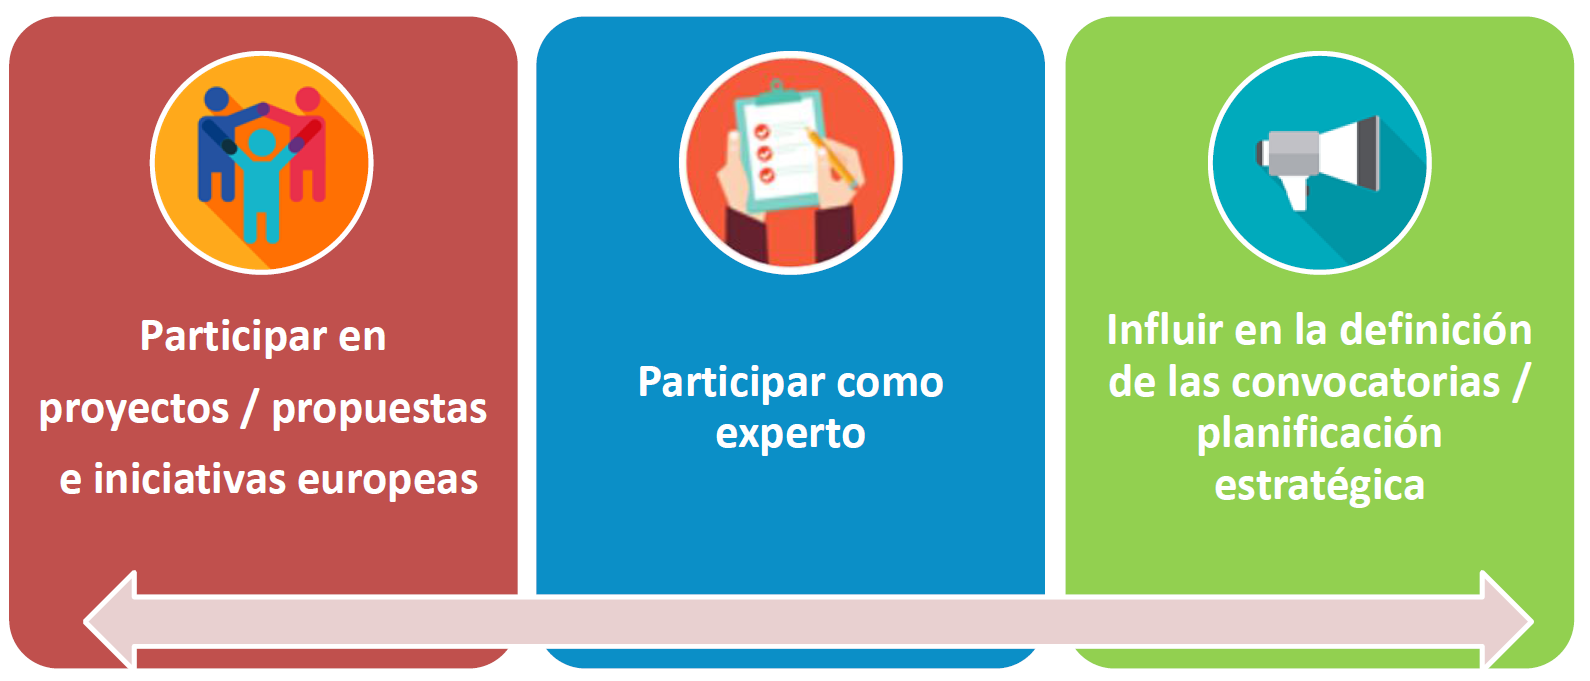 Participar en
proyectos / propuestas
e iniciativas europeas
Participar como
experto
Influir en la definición
de las convocatorias /
planificación
estratégica